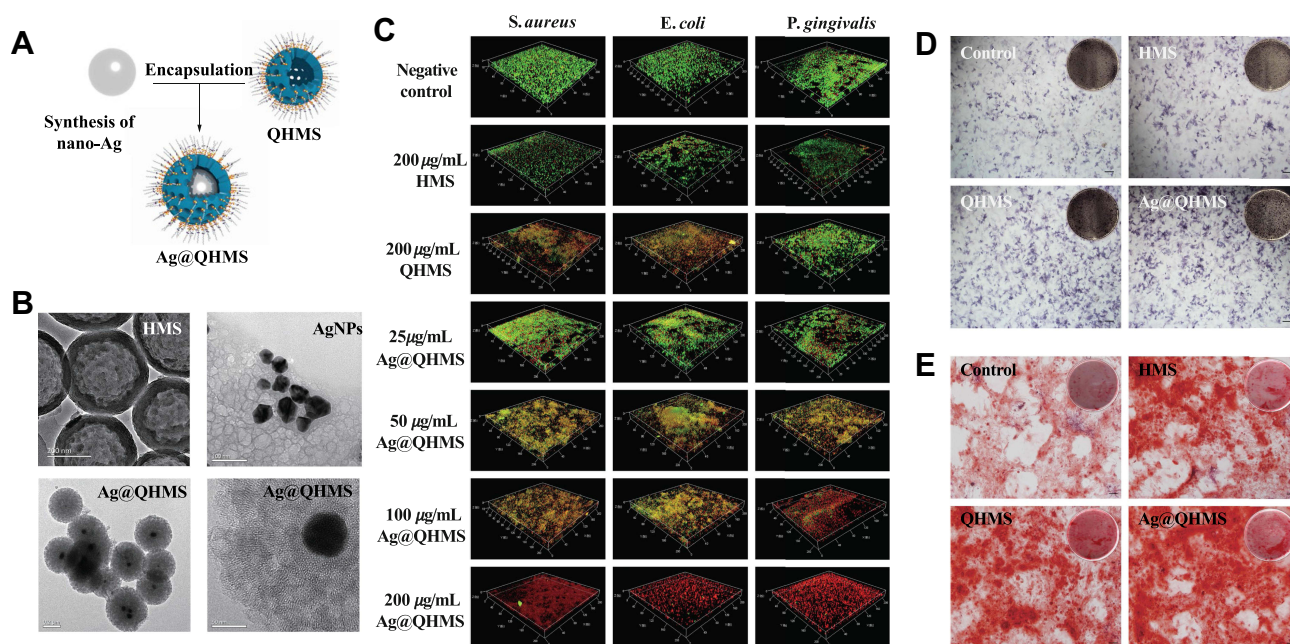 A
Encapsulation
Synthesis of
nano-Ag
QHMS
Ag@QHMS
B
HMS
200 nm
AgNPs
Ag@QHMS
Ag@QHMS
C
S. aureus
E. coli
P. gingivalis
Negative
control
200 µg/mL
HMS
200 µg/mL
QHMS
25µg/mL
Ag@QHMS
50 µg/mL
Ag@QHMS
100 µg/mL
Ag@QHMS
200 µg/mL
Ag@QHMS
D
Control
HMS
QHMS
Ag@QHMS
E
Control
HMS
QHMS
Ag@QHMS